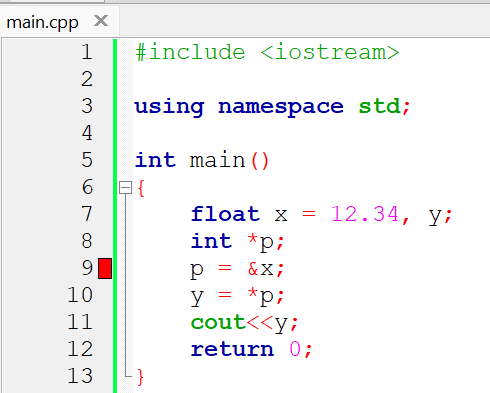 main.cpp
1 #include <iostream>
2
3 using namespace std;
4
5 int main()
6 {
7 float x = 12.34, y;
8 int *p;
9 p = &x;
10 y = *p;
11 cout<<y;
12 return 0;
13 }